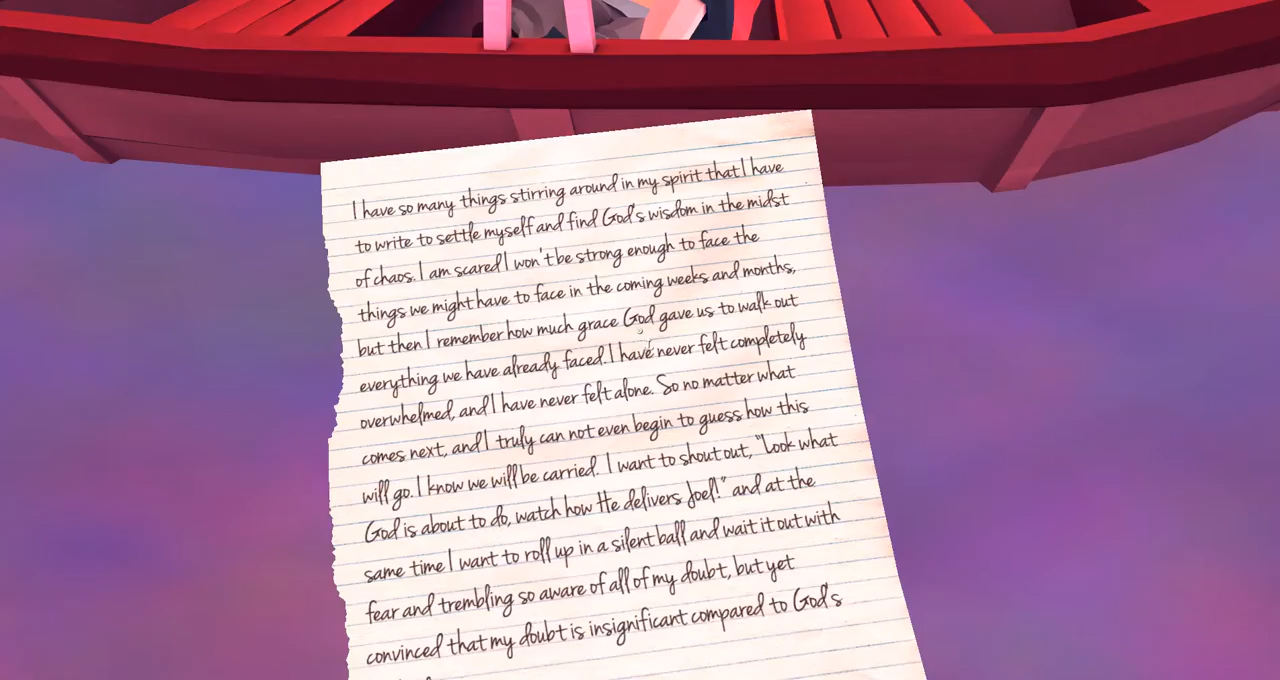 I have so many things stirring around in my spirit that I have
to write to settle myself and find God's wisdom in the midst
of chaos. I am scared I won't be strong enough to face the
things we might have to face in the coming weeks and months,
but then I remember how much grace God gave us to walk out
everything we have already faced. I have never felt completely
overwhelmed, and I have never felt alone. So no matter what
comes next, and I truly can not even begin to guess how this
will go. I know we will be carried. I want to shout out, "Look what
God is about to do, watch how He delivers Joel!" and at the
same time I want to roll up in a silent ball and wait it out with
fear and trembling so aware of all of my doubt, but yet
convinced that my doubt is insignificant compared to God's